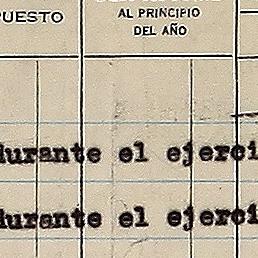 PUESTO
AL PRINCIPIO
DEL AÑO
durante el ejerci
durante el ejerci